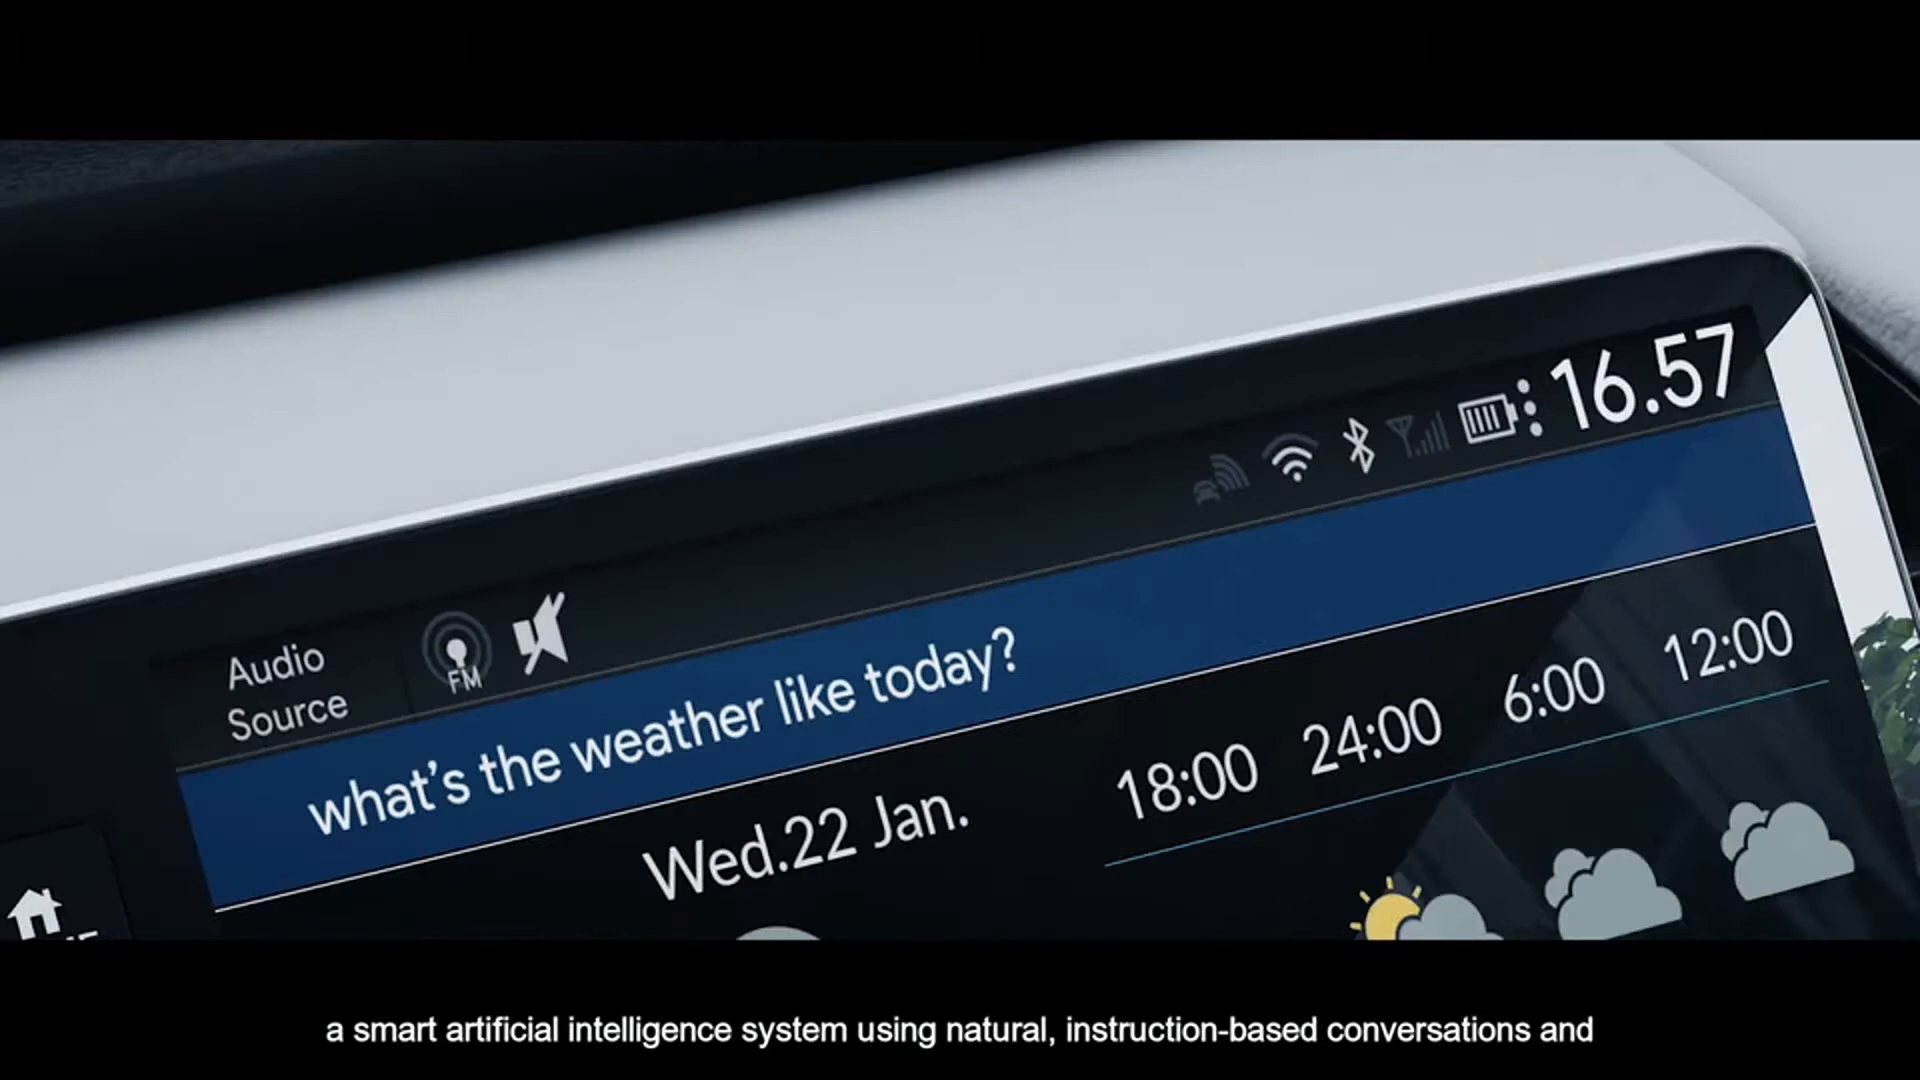 16.57
Audio
Source
FM
what's the weather like today?
Wed.22 Jan.
18:00 24:00 6:00 12:00
a smart artificial intelligence system using natural, instruction-based conversations and